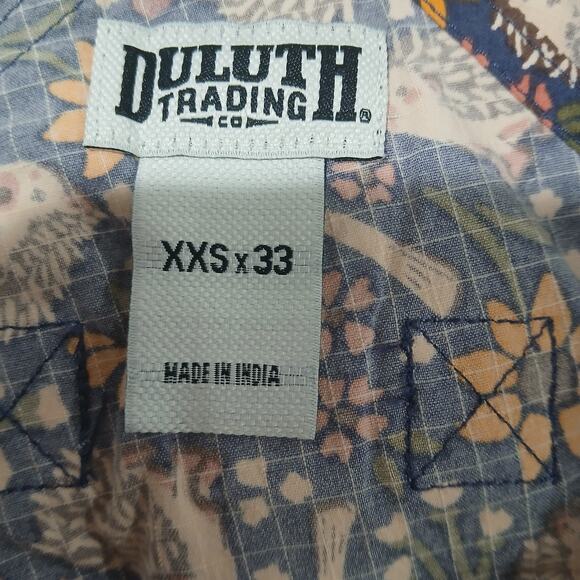 DULUTH
TRADING
CO ®
XXS x 33
MADE IN INDIA